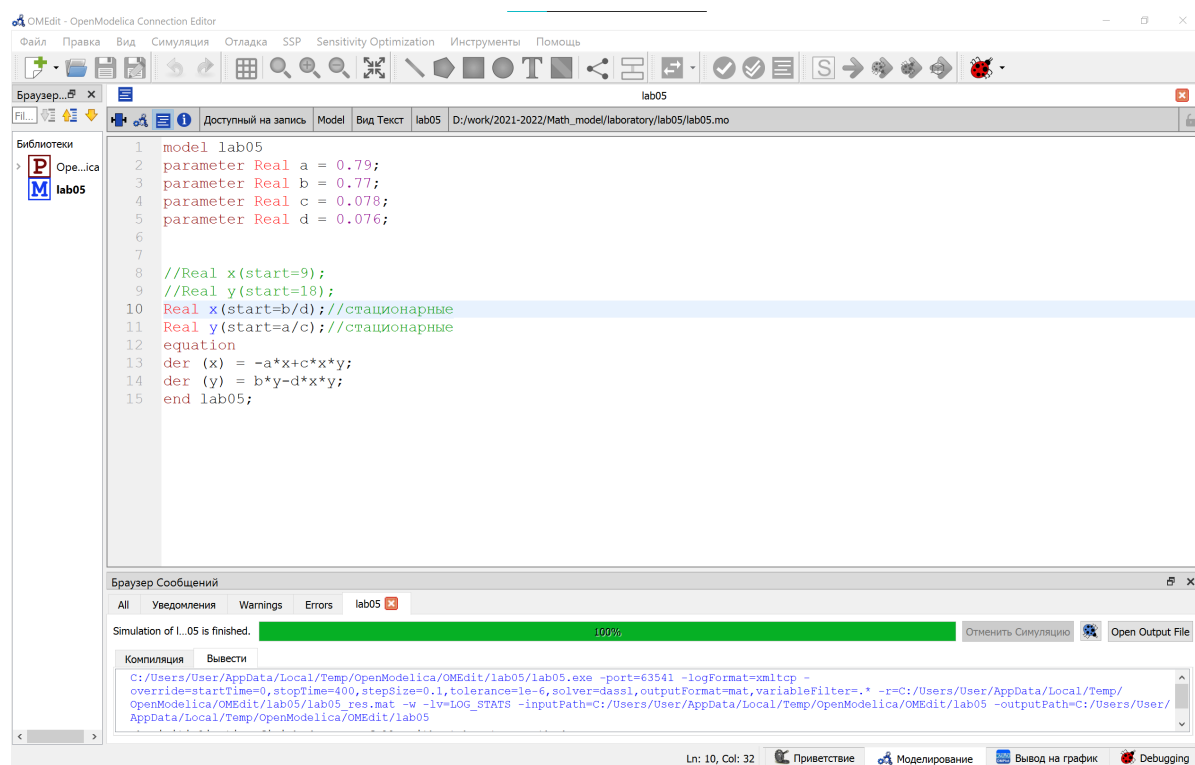 OMEdit - OpenModelica Connection Editor
Файл Правка Вид Симуляция Отладка SSP Sensitivity Optimization Инструменты Помощь
Браузер...
lab05
Fil...
Доступный на запись Model Вид Текст lab05 D:/work/2021-2022/Math_model/laboratory/lab05/lab05.mo
Библиотеки
P Ope...ica
M lab05
1 model lab05
2 parameter Real a = 0.79;
3 parameter Real b = 0.77;
4 parameter Real c = 0.078;
5 parameter Real d = 0.076;
6
7
8 //Real x(start=9);
9 //Real y(start=18);
10 Real x(start=b/d);//стационарные
11 Real y(start=a/c);//стационарные
12 equation
13 der (x) = -a*x+c*x*y;
14 der (y) = b*y-d*x*y;
15 end lab05;
Браузер Сообщений
All Уведомления Warnings Errors lab05
Simulation of l...05 is finished. 100% Отменить Симуляцию Open Output File
Компиляция Вывести
C:/Users/User/AppData/Local/Temp/OpenModelica/OMEdit/lab05/lab05.exe -port=63541 -logFormat=xmltcp -
override=startTime=0,stopTime=400,stepSize=0.1,tolerance=1e-6,solver=dassl,outputFormat=mat,variableFilter=.* -r=C:/Users/User/AppData/Local/Temp/
OpenModelica/OMEdit/lab05/lab05_res.mat -w -lv=LOG_STATS -inputPath=C:/Users/User/AppData/Local/Temp/OpenModelica/OMEdit/lab05 -outputPath=C:/Users/User/
AppData/Local/Temp/OpenModelica/OMEdit/lab05
Ln: 10, Col: 32 Приветствие Моделирование Вывод на график Debugging